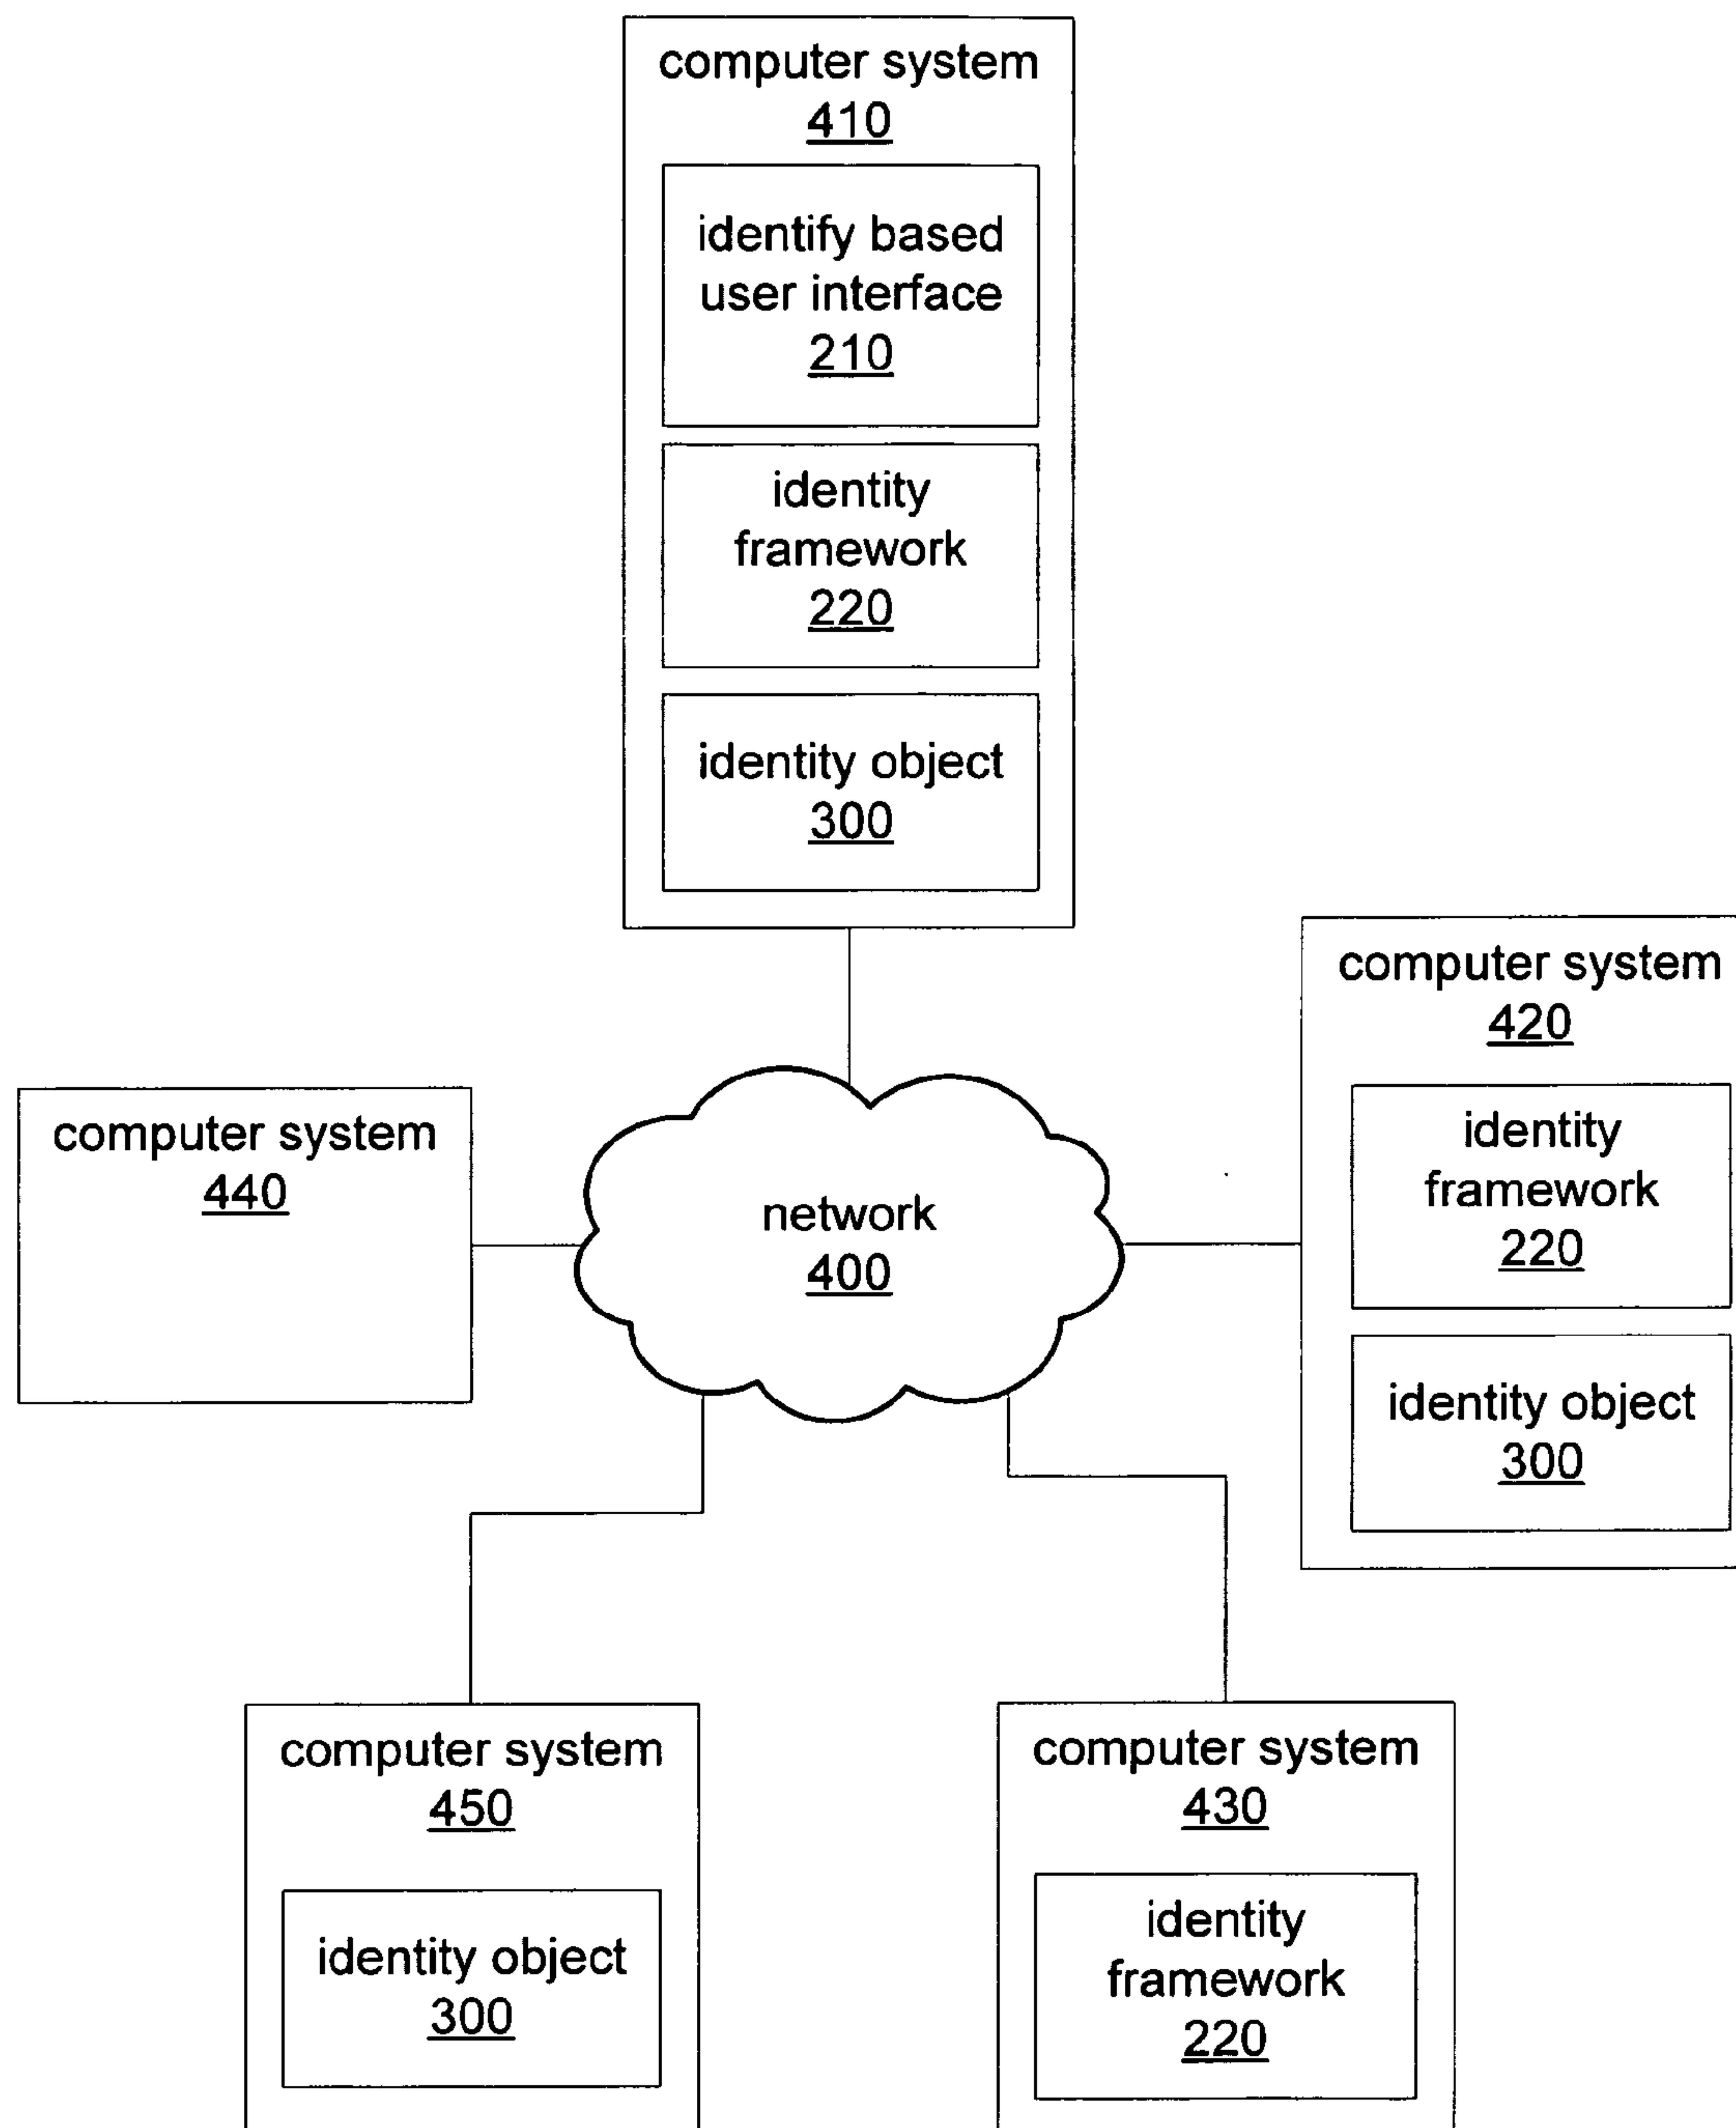 computer system
410
identify based
user interface
210
identity
framework
220
identity object
300
computer system
420
identity
framework
220
identity object
300
computer system
440
network
400
computer system
450
identity object
300
computer system
430
identity
framework
220